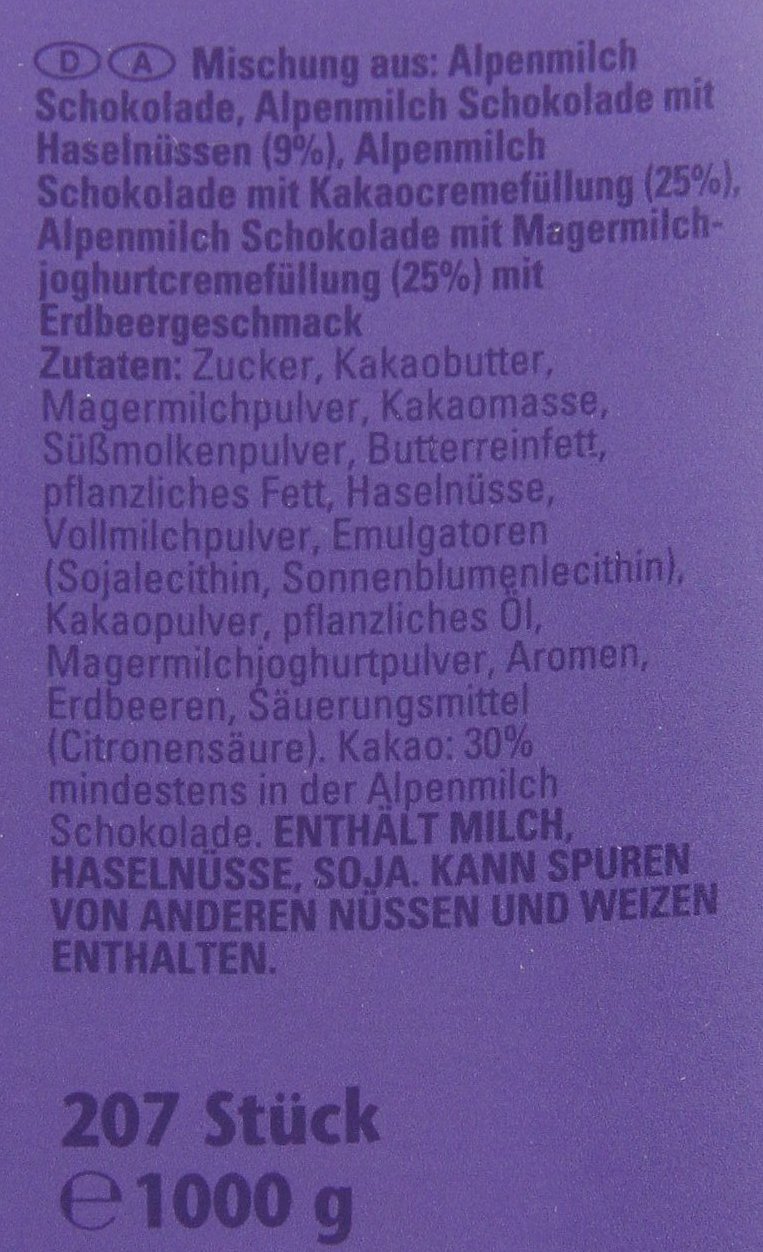 D A Mischung aus: Alpenmilch
Schokolade, Alpenmilch Schokolade mit
Haselnüssen (9%), Alpenmilch
Schokolade mit Kakaocremefüllung (25%),
Alpenmilch Schokolade mit Magermilch-
joghurtcremefüllung (25%) mit
Erdbeergeschmack
Zutaten: Zucker, Kakaobutter,
Magermilchpulver, Kakaomasse,
Süßmolkenpulver, Butterreinfett,
pflanzliches Fett, Haselnüsse,
Vollmilchpulver, Emulgatoren
(Sojalecithin, Sonnenblumenlecithin),
Kakaopulver, pflanzliches Öl,
Magermilchjoghurtpulver, Aromen,
Erdbeeren, Säuerungsmittel
(Citronensäure). Kakao: 30%
mindestens in der Alpenmilch
Schokolade. ENTHÄLT MILCH,
HASELNÜSSE, SOJA. KANN SPUREN
VON ANDEREN NÜSSEN UND WEIZEN
ENTHALTEN.
207 Stück
℮ 1000 g